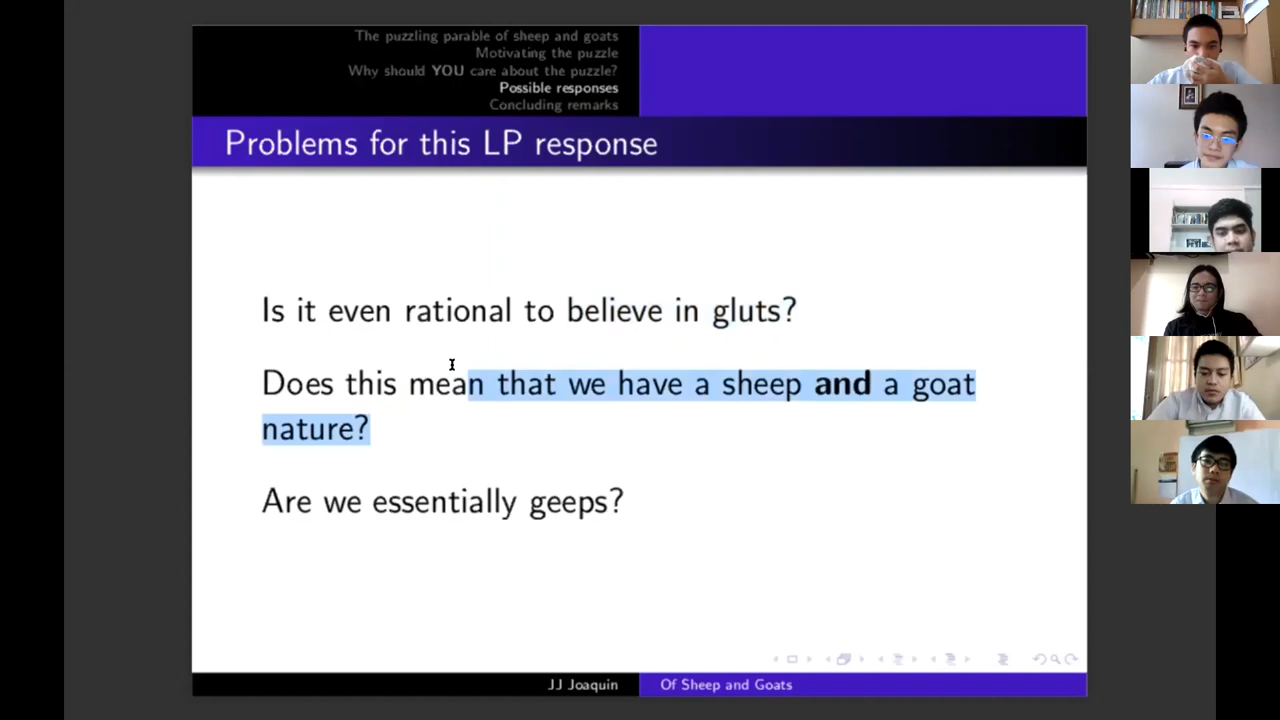 The puzzling parable of sheep and goats
Motivating the puzzle
Why should YOU care about the puzzle?
Possible responses
Concluding remarks
Problems for this LP response
Is it even rational to believe in gluts?
Does this mean that we have a sheep and a goat
nature?
Are we essentially geeps?
JJ Joaquin
Of Sheep and Goats